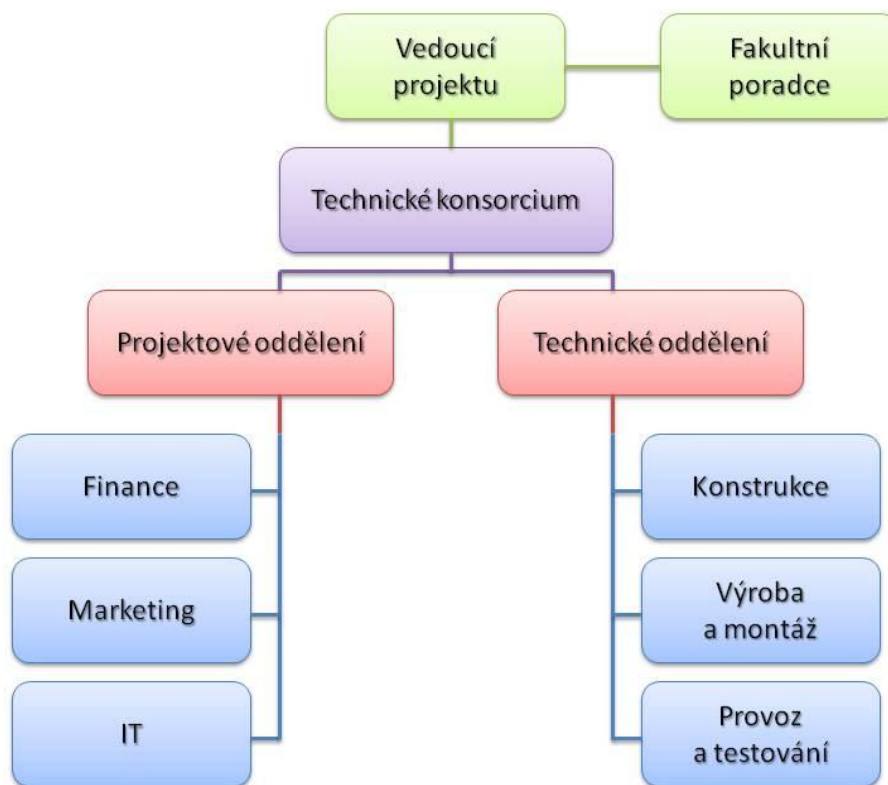 Vedoucí
projektu
Fakultní
poradce
Technické konsorcium
Projektové oddělení
Technické oddělení
Finance
Konstrukce
Marketing
Výroba
a montáž
IT
Provoz
a testování